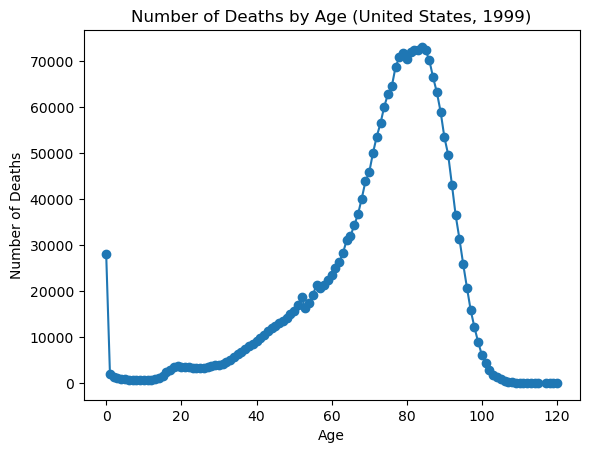 Number of Deaths by Age (United States, 1999)
70000
60000
50000
40000
30000
20000
10000
0
Number of Deaths
0 20 40 60 80 100 120
Age